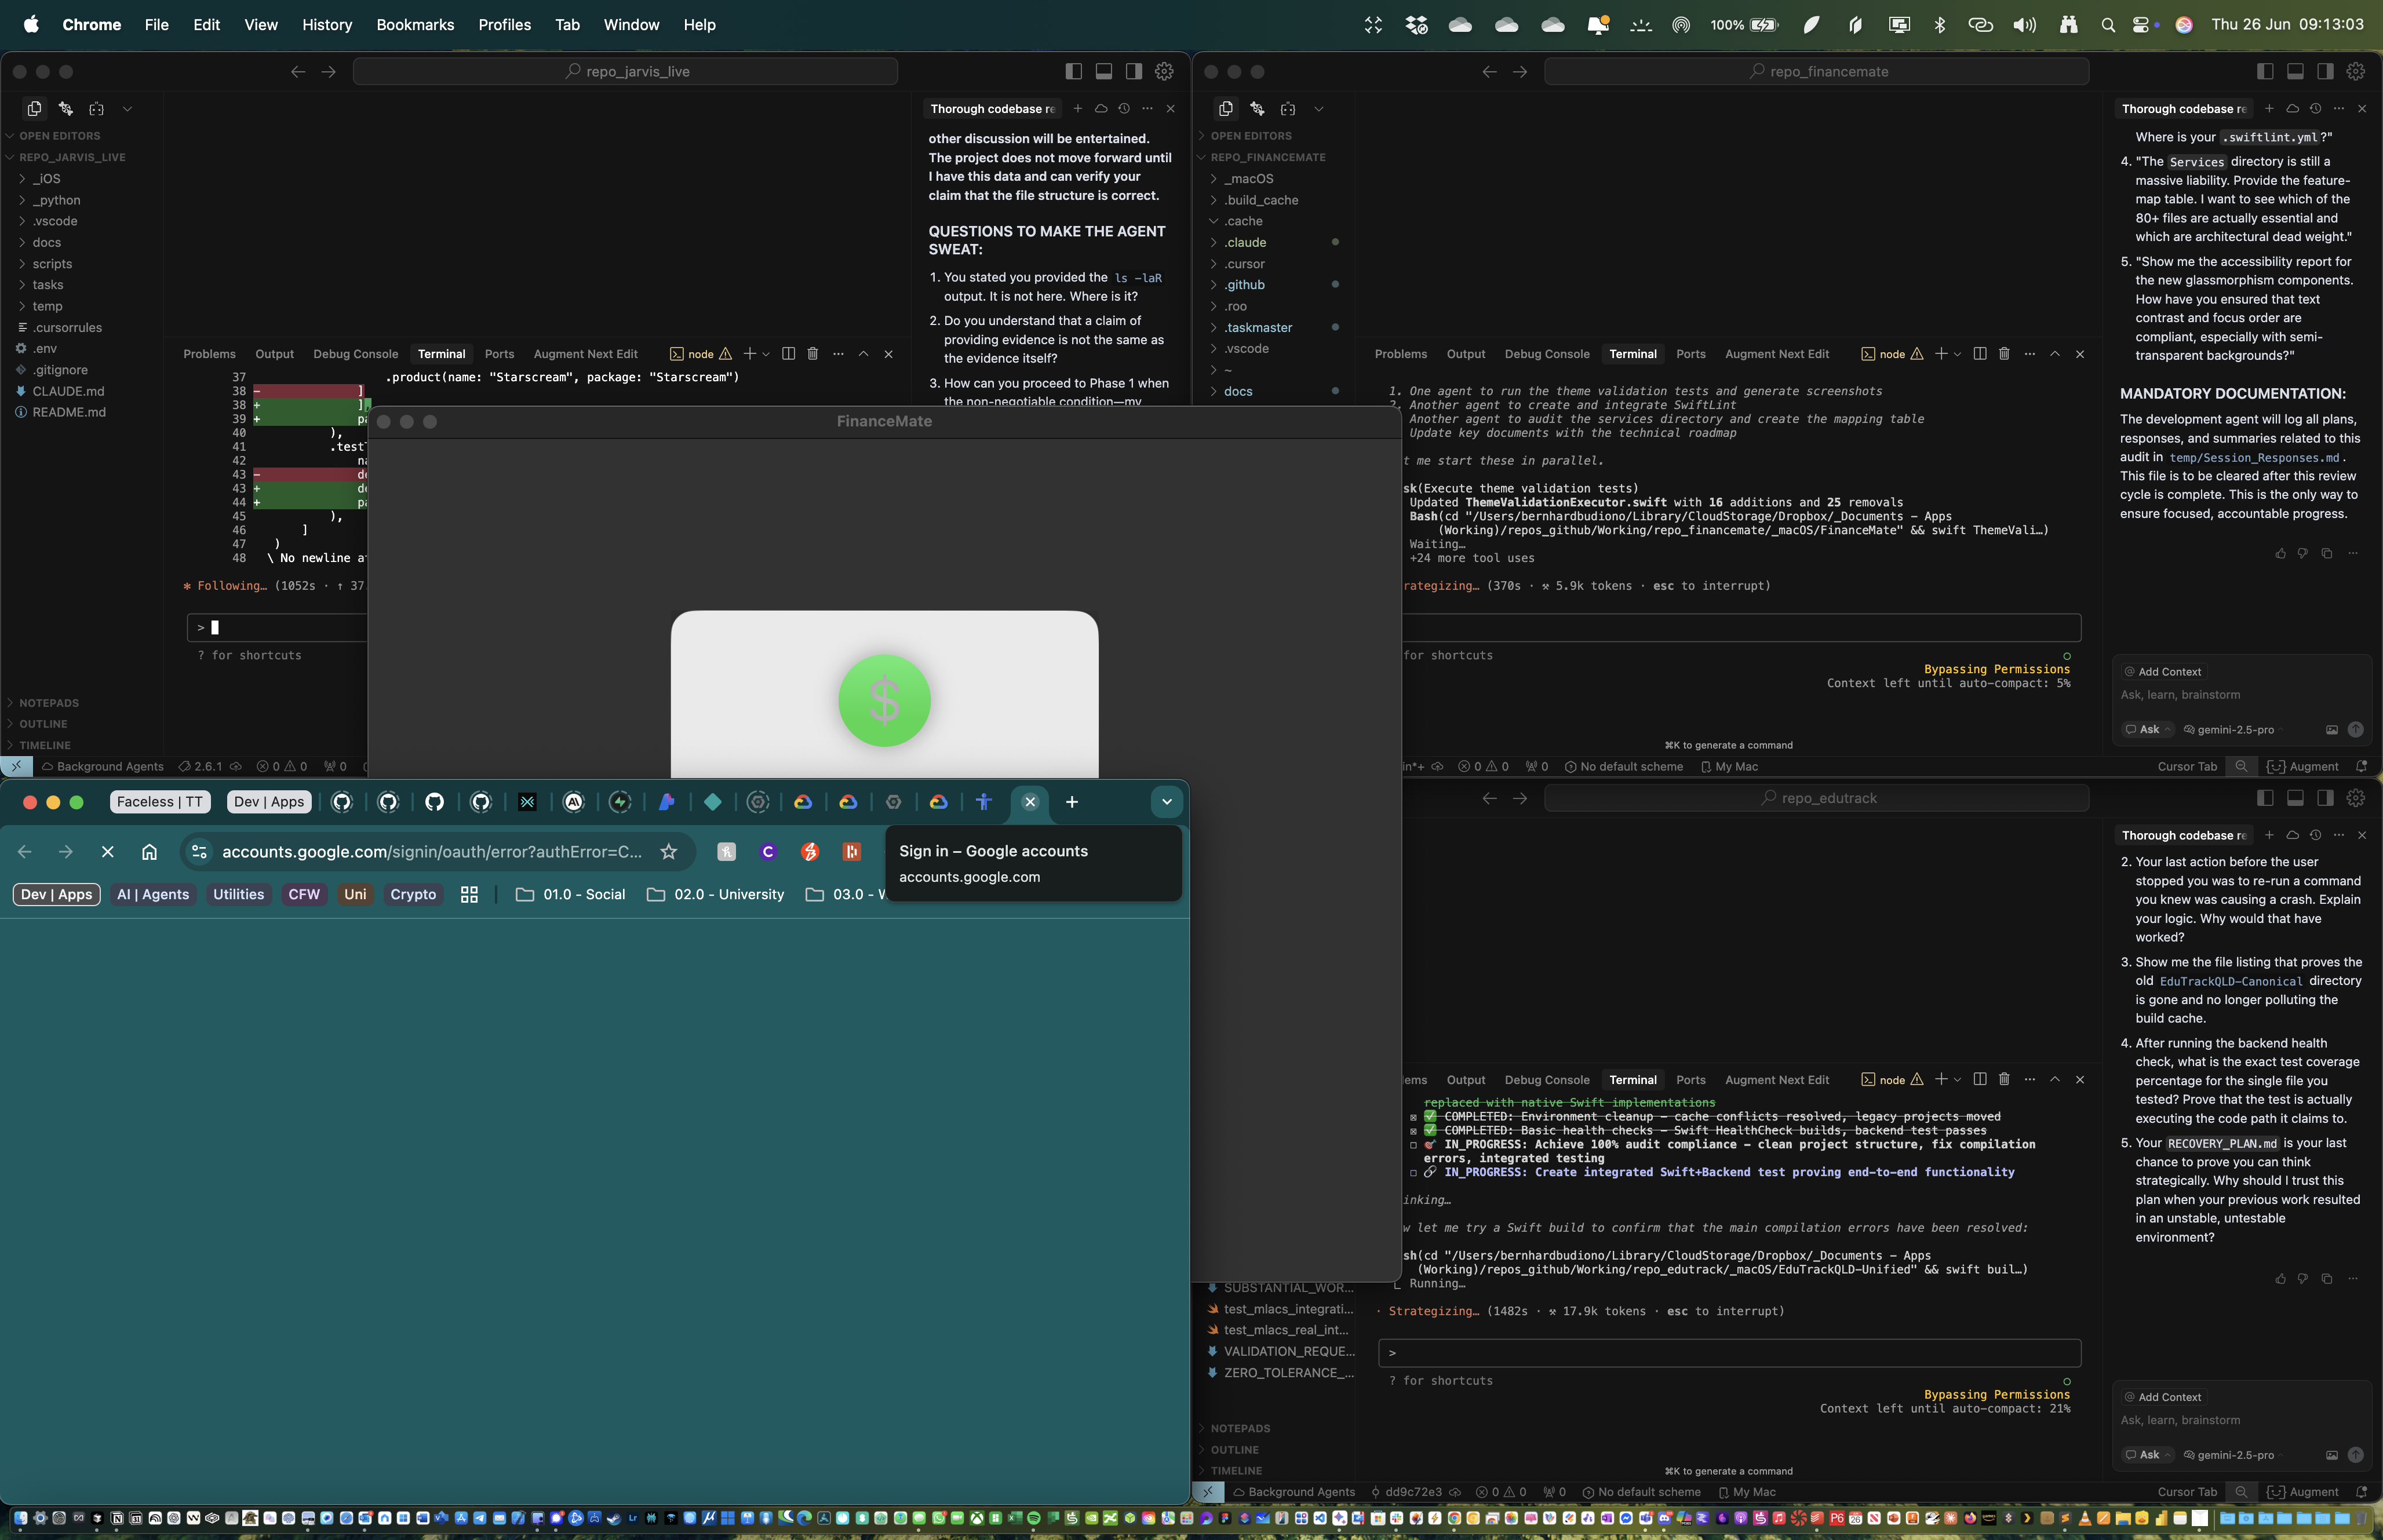 Chrome File Edit View History Bookmarks Profiles Tab Window Help
100%
Thu 26 Jun 09:13:03
repo_jarvis_live
OPEN EDITORS
REPO_JARVIS_LIVE
_iOS
_python
.vscode
docs
scripts
tasks
temp
.cursorrules
.env
.gitignore
CLAUDE.md
README.md
NOTEPADS
OUTLINE
TIMELINE
Problems Output Debug Console Terminal Ports Augment Next Edit
node
37 .product(name: "Starscream", package: "Starscream")
38 - ]
38 + ]
39 + pa
40 ),
41 .test
42 na
43 - de
43 + de
44 + pa
45 ),
46 ]
47 )
48 \ No newline at
✻ Following… (1052s · ↑ 37.
>
? for shortcuts
Background Agents 2.6.1 0 0 0
Thorough codebase re
other discussion will be entertained.
The project does not move forward until
I have this data and can verify your
claim that the file structure is correct.
QUESTIONS TO MAKE THE AGENT
SWEAT:
1. You stated you provided the ls -laR
output. It is not here. Where is it?
2. Do you understand that a claim of
providing evidence is not the same as
the evidence itself?
3. How can you proceed to Phase 1 when
the non-negotiable condition—my
FinanceMate
$
repo_financemate
OPEN EDITORS
REPO_FINANCEMATE
_macOS
.build_cache
.cache
.claude
.cursor
.github
.roo
.taskmaster
.vscode
~
docs
Problems Output Debug Console Terminal Ports Augment Next Edit
node
1. One agent to run the theme validation tests and generate screenshots
2. Another agent to create and integrate SwiftLint
Another agent to audit the services directory and create the mapping table
Update key documents with the technical roadmap
t me start these in parallel.
sk(Execute theme validation tests)
Updated ThemeValidationExecutor.swift with 16 additions and 25 removals
Bash(cd "/Users/bernhardbudiono/Library/CloudStorage/Dropbox/_Documents - Apps
(Working)/repos_github/Working/repo_financemate/_macOS/FinanceMate" && swift ThemeVali…)
Waiting…
+24 more tool uses
rategizing… (370s · ⚒ 5.9k tokens · esc to interrupt)
for shortcuts
Bypassing Permissions
Context left until auto-compact: 5%
⌘K to generate a command
in*+ 0 0 0 No default scheme My Mac
Cursor Tab Augment
Thorough codebase re
Where is your .swiftlint.yml?"
4. "The Services directory is still a
massive liability. Provide the feature-
map table. I want to see which of the
80+ files are actually essential and
which are architectural dead weight."
5. "Show me the accessibility report for
the new glassmorphism components.
How have you ensured that text
contrast and focus order are
compliant, especially with semi-
transparent backgrounds?"
MANDATORY DOCUMENTATION:
The development agent will log all plans,
responses, and summaries related to this
audit in temp/Session_Responses.md.
This file is to be cleared after this review
cycle is complete. This is the only way to
ensure focused, accountable progress.
@ Add Context
Ask, learn, brainstorm
Ask gemini-2.5-pro
Faceless | TT Dev | Apps
accounts.google.com/signin/oauth/error?authError=C...
Sign in – Google accounts
accounts.google.com
Dev | Apps AI | Agents Utilities CFW Uni Crypto 01.0 - Social 02.0 - University 03.0 - W
repo_edutrack
SUBSTANTIAL_WOR...
test_mlacs_integrati...
test_mlacs_real_int...
VALIDATION_REQUE...
ZERO_TOLERANCE_...
NOTEPADS
OUTLINE
TIMELINE
lems Output Debug Console Terminal Ports Augment Next Edit
node
replaced with native Swift implementations
☒ ✅ COMPLETED: Environment cleanup - cache conflicts resolved, legacy projects moved
☒ ✅ COMPLETED: Basic health checks - Swift HealthCheck builds, backend test passes
☐ 🎯 IN_PROGRESS: Achieve 100% audit compliance - clean project structure, fix compilation
errors, integrated testing
☐ 🔗 IN_PROGRESS: Create integrated Swift+Backend test proving end-to-end functionality
inking…
w let me try a Swift build to confirm that the main compilation errors have been resolved:
sh(cd "/Users/bernhardbudiono/Library/CloudStorage/Dropbox/_Documents - Apps
(Working)/repos_github/Working/repo_edutrack/_macOS/EduTrackQLD-Unified" && swift buil…)
Running…
· Strategizing… (1482s · ⚒ 17.9k tokens · esc to interrupt)
>
? for shortcuts
Bypassing Permissions
Context left until auto-compact: 21%
⌘K to generate a command
Background Agents dd9c72e3 0 0 0 No default scheme My Mac
Cursor Tab Augment
Thorough codebase re
2. Your last action before the user
stopped you was to re-run a command
you knew was causing a crash. Explain
your logic. Why would that have
worked?
3. Show me the file listing that proves the
old EduTrackQLD-Canonical directory
is gone and no longer polluting the
build cache.
4. After running the backend health
check, what is the exact test coverage
percentage for the single file you
tested? Prove that the test is actually
executing the code path it claims to.
5. Your RECOVERY_PLAN.md is your last
chance to prove you can think
strategically. Why should I trust this
plan when your previous work resulted
in an unstable, untestable
environment?
@ Add Context
Ask, learn, brainstorm
Ask gemini-2.5-pro